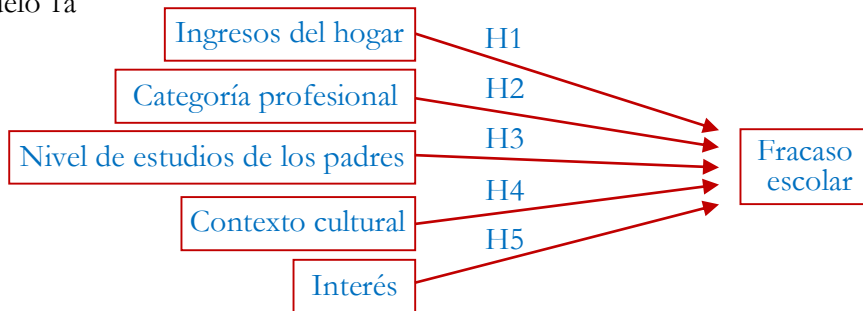 1a
Ingresos del hogar
H1
Categoría profesional
H2
Nivel de estudios de los padres
H3
Fracaso
escolar
H4
Contexto cultural
H5
Interés